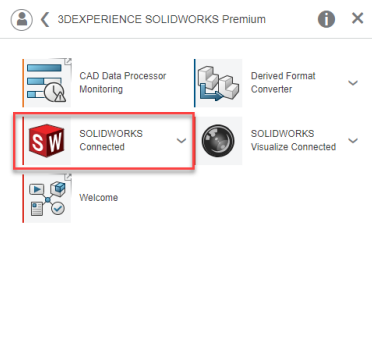 3DEXPERIENCE SOLIDWORKS Premium
CAD Data Processor
Monitoring
Derived Format
Converter
SW
SOLIDWORKS
Connected
SOLIDWORKS
Visualize Connected
Welcome